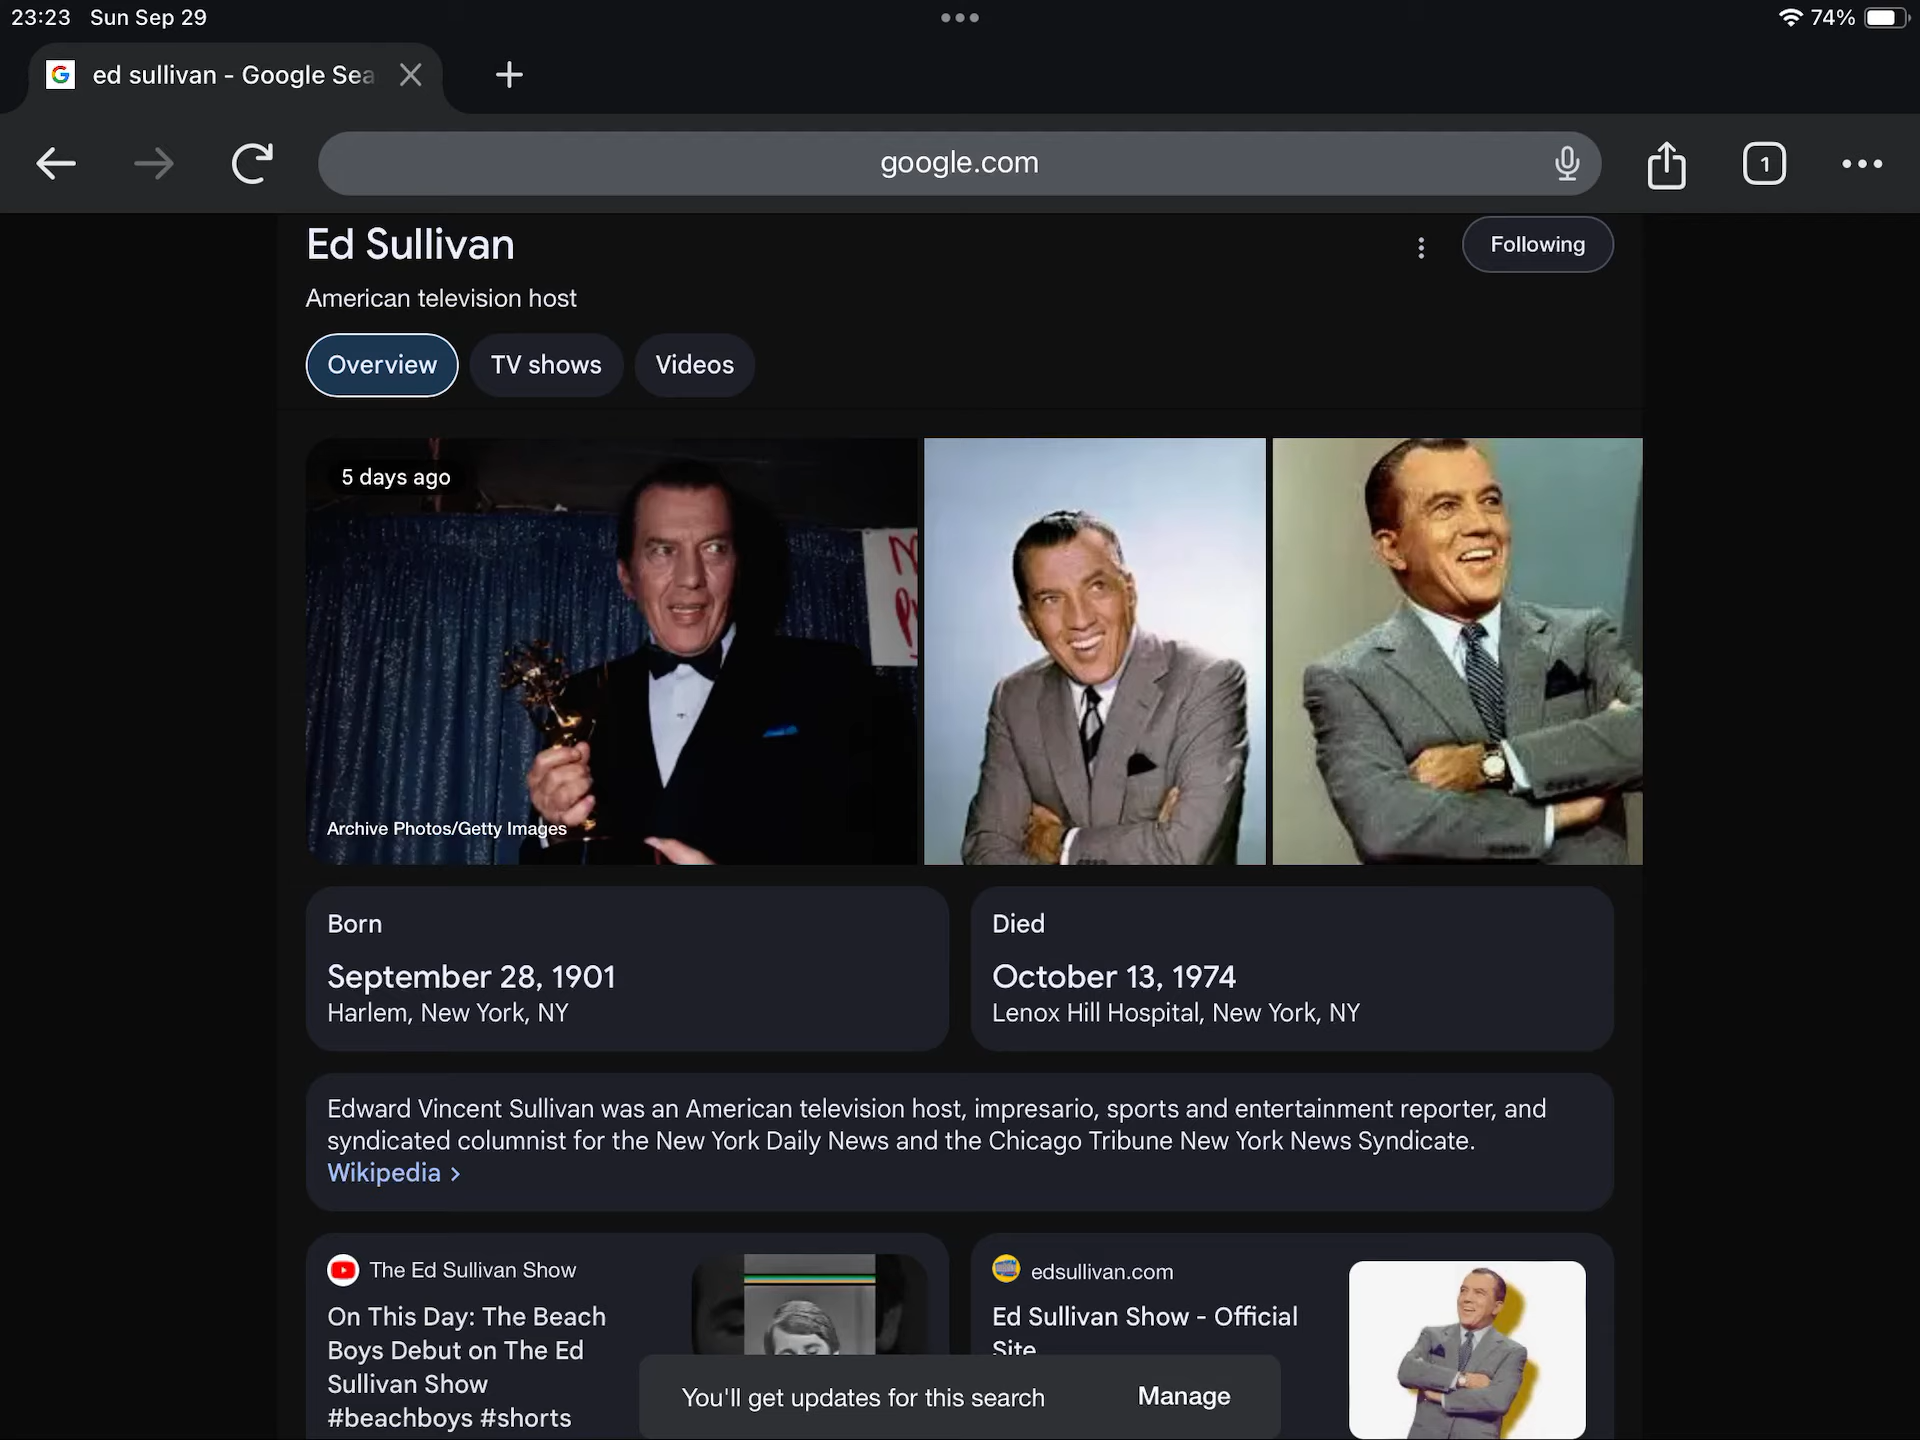 23:23 Sun Sep 29
74%
ed sullivan - Google Sea
google.com
1
Ed Sullivan
Following
American television host
Overview
TV shows
Videos
5 days ago
Archive Photos/Getty Images
Born
September 28, 1901
Harlem, New York, NY
Died
October 13, 1974
Lenox Hill Hospital, New York, NY
Edward Vincent Sullivan was an American television host, impresario, sports and entertainment reporter, and
syndicated columnist for the New York Daily News and the Chicago Tribune New York News Syndicate.
Wikipedia >
The Ed Sullivan Show
On This Day: The Beach
Boys Debut on The Ed
Sullivan Show
#beachboys #shorts
edsullivan.com
Ed Sullivan Show - Official
Site
You'll get updates for this search
Manage